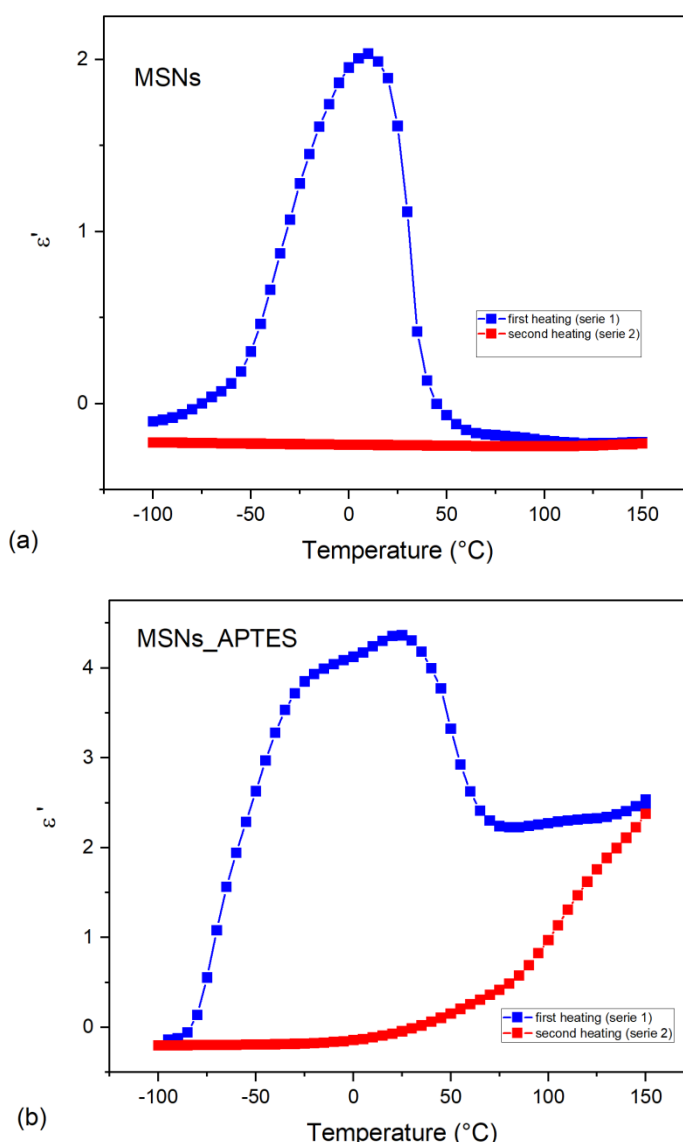 MSNs
2
1
0
ε'
first heating (serie 1)
second heating (serie 2)
-100 -50 0 50 100 150
Temperature (°C)
(a)
MSNs_APTES
4
3
2
1
0
ε'
first heating (serie 1)
second heating (serie 2)
-100 -50 0 50 100 150
Temperature (°C)
(b)